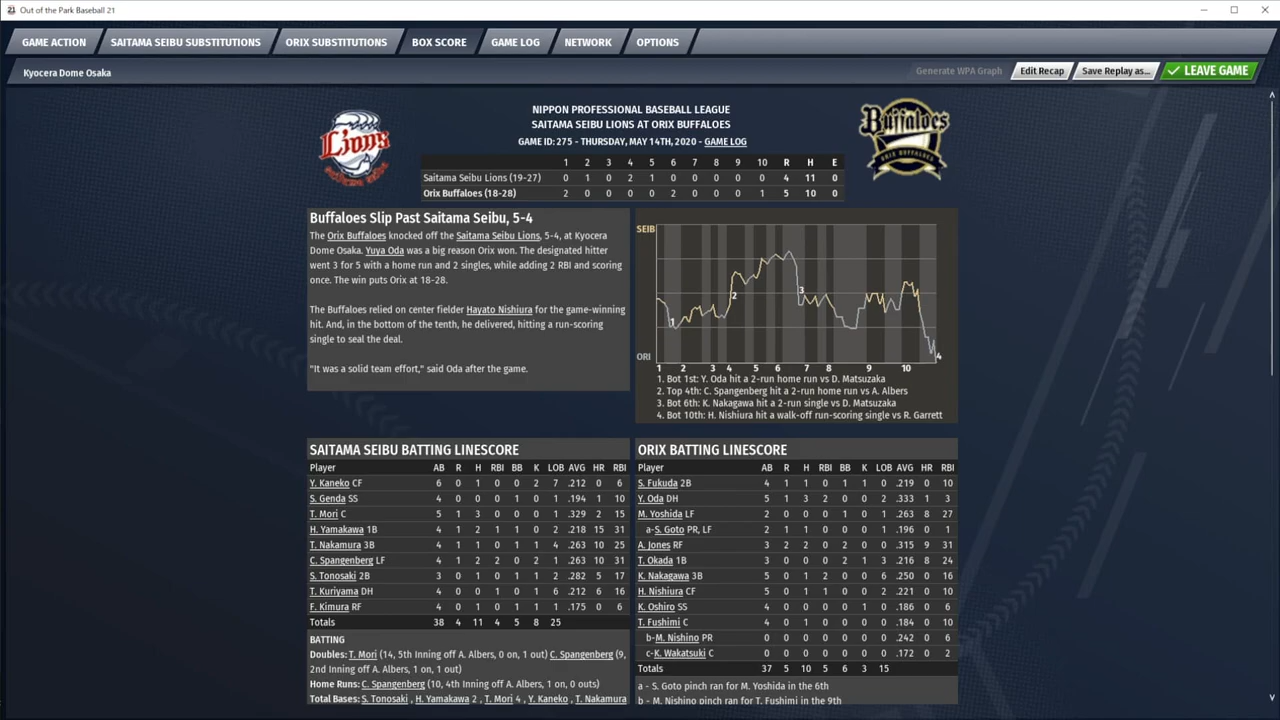 Out of the Park Baseball 21
GAME ACTION SAITAMA SEIBU SUBSTITUTIONS ORIX SUBSTITUTIONS BOX SCORE GAME LOG NETWORK OPTIONS
Kyocera Dome Osaka Generate WPA Graph Edit Recap Save Replay as... LEAVE GAME
Lions
Buffaloes
ORIX BUFFALOES
NIPPON PROFESSIONAL BASEBALL LEAGUE
SAITAMA SEIBU LIONS AT ORIX BUFFALOES
GAME ID: 275 - THURSDAY, MAY 14TH, 2020 - GAME LOG
1 2 3 4 5 6 7 8 9 10 R H E
Saitama Seibu Lions (19-27) 0 1 0 2 1 0 0 0 0 0 4 11 0
Orix Buffaloes (18-28) 2 0 0 0 0 2 0 0 0 1 5 10 0
Buffaloes Slip Past Saitama Seibu, 5-4
The Orix Buffaloes knocked off the Saitama Seibu Lions, 5-4, at Kyocera
Dome Osaka. Yuya Oda was a big reason Orix won. The designated hitter
went 3 for 5 with a home run and 2 singles, while adding 2 RBI and scoring
once. The win puts Orix at 18-28.
The Buffaloes relied on center fielder Hayato Nishiura for the game-winning
hit. And, in the bottom of the tenth, he delivered, hitting a run-scoring
single to seal the deal.
"It was a solid team effort," said Oda after the game.
SEIB
1
2
3
4
ORI
1 2 3 4 5 6 7 8 9 10
1. Bot 1st: Y. Oda hit a 2-run home run vs D. Matsuzaka
2. Top 4th: C. Spangenberg hit a 2-run home run vs A. Albers
3. Bot 6th: K. Nakagawa hit a 2-run single vs D. Matsuzaka
4. Bot 10th: H. Nishiura hit a walk-off run-scoring single vs R. Garrett
SAITAMA SEIBU BATTING LINESCORE
Player AB R H RBI BB K LOB AVG HR RBI
Y. Kaneko CF 6 0 1 0 0 2 7 .212 0 6
S. Genda SS 4 0 0 0 1 0 1 .194 1 10
T. Mori C 5 1 3 0 0 0 1 .329 2 15
H. Yamakawa 1B 4 1 2 1 1 0 2 .218 15 31
T. Nakamura 3B 4 1 1 0 1 1 4 .263 10 25
C. Spangenberg LF 4 1 2 2 0 1 2 .263 10 31
S. Tonosaki 2B 3 0 1 0 1 1 1 .282 5 17
T. Kuriyama DH 4 0 0 1 0 1 6 .212 6 16
F. Kimura RF 4 0 1 0 1 1 1 .175 0 6
Totals 38 4 11 4 5 8 25
BATTING
Doubles: T. Mori (14, 5th Inning off A. Albers, 0 on, 1 out) C. Spangenberg (9,
2nd Inning off A. Albers, 1 on, 1 out)
Home Runs: C. Spangenberg (10, 4th Inning off A. Albers, 1 on, 0 outs)
Total Bases: S. Tonosaki , H. Yamakawa 2 , T. Mori 4 , Y. Kaneko , T. Nakamura
ORIX BATTING LINESCORE
Player AB R H RBI BB K LOB AVG HR RBI
S. Fukuda 2B 4 1 1 0 1 1 0 .219 0 10
Y. Oda DH 5 1 3 2 0 0 2 .333 1 3
M. Yoshida LF 2 0 0 0 1 0 1 .263 8 27
a-S. Goto PR, LF 2 1 1 0 0 0 0 .196 0 1
A. Jones RF 3 2 2 0 2 0 0 .315 9 31
T. Okada 1B 3 0 0 0 2 1 3 .216 8 24
K. Nakagawa 3B 5 0 1 2 0 0 6 .250 0 16
H. Nishiura CF 5 0 1 1 0 0 2 .221 0 10
K. Oshiro SS 4 0 0 0 0 1 0 .186 0 6
T. Fushimi C 4 0 1 0 0 0 1 .184 0 10
b-M. Nishino PR 0 0 0 0 0 0 0 .242 0 6
c-K. Wakatsuki C 0 0 0 0 0 0 0 .172 0 2
Totals 37 5 10 5 6 3 15
a - S. Goto pinch ran for M. Yoshida in the 6th
b - M. Nishino pinch ran for T. Fushimi in the 9th